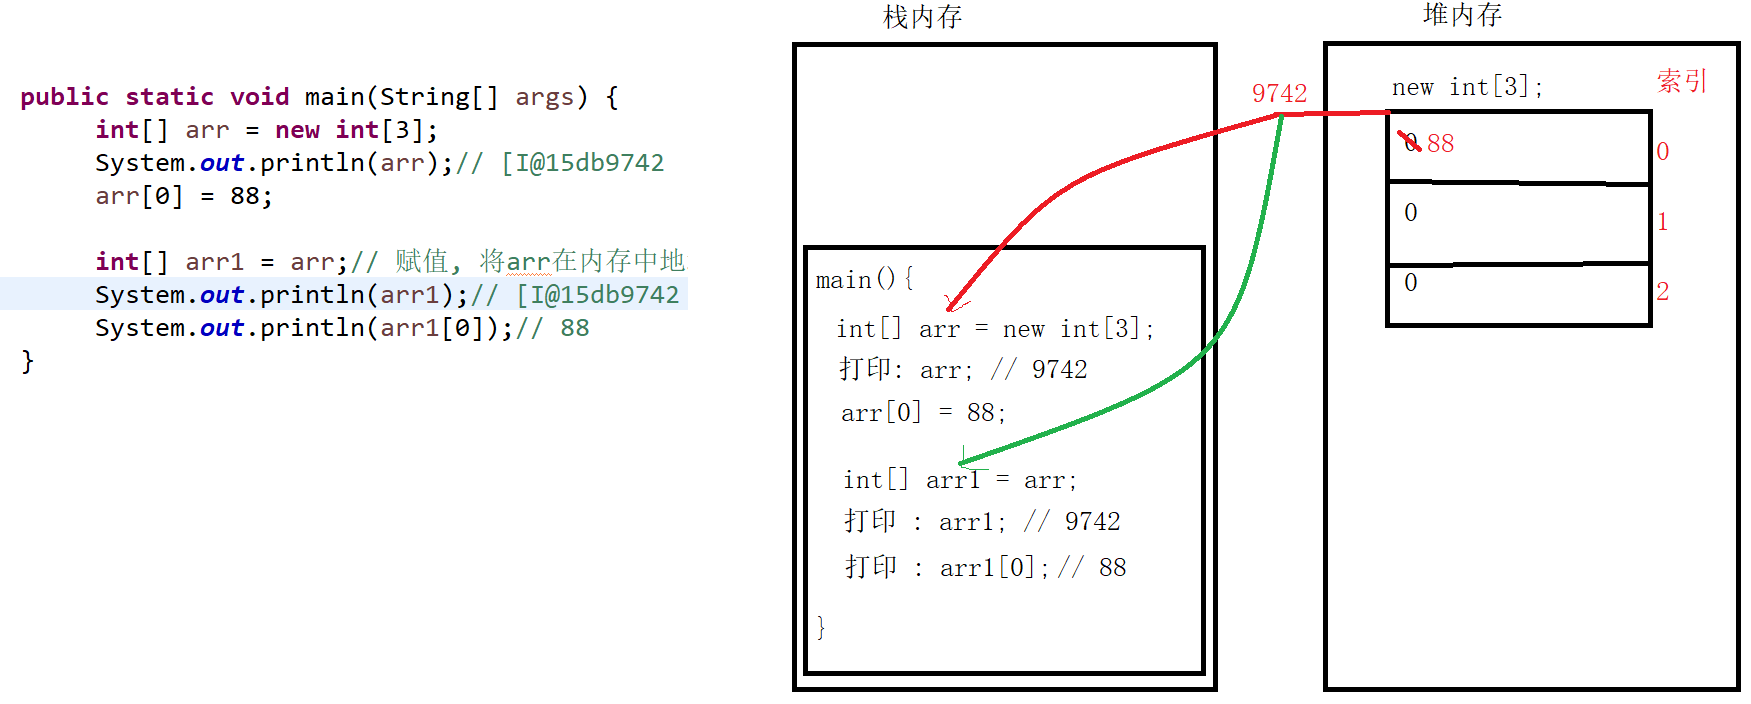 public static void main(String[] args) {
int[] arr = new int[3];
System.out.println(arr);// [I@15db9742
arr[0] = 88;
int[] arr1 = arr;// 赋值, 将arr在内存中地
System.out.println(arr1);// [I@15db9742
System.out.println(arr1[0]);// 88
}
栈内存
main(){
int[] arr = new int[3];
打印: arr; // 9742
arr[0] = 88;
int[] arr1 = arr;
打印 : arr1; // 9742
打印 : arr1[0]; // 88
}
9742
堆内存
new int[3];
索引
0 88
0
0
1
0
2